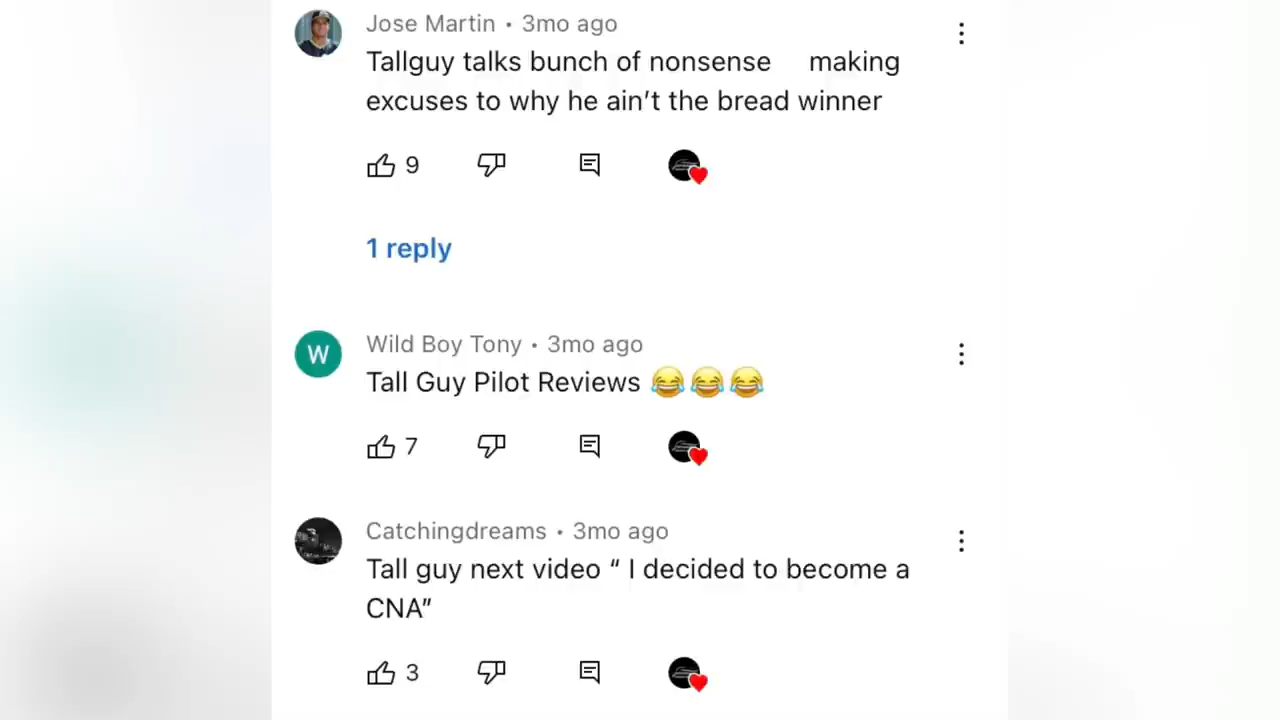 Jose Martin • 3mo ago
Tallguy talks bunch of nonsense making
excuses to why he ain't the bread winner
9
1 reply
W
Wild Boy Tony • 3mo ago
Tall Guy Pilot Reviews 😂😂😂
7
Catchingdreams • 3mo ago
Tall guy next video “ I decided to become a
CNA”
3